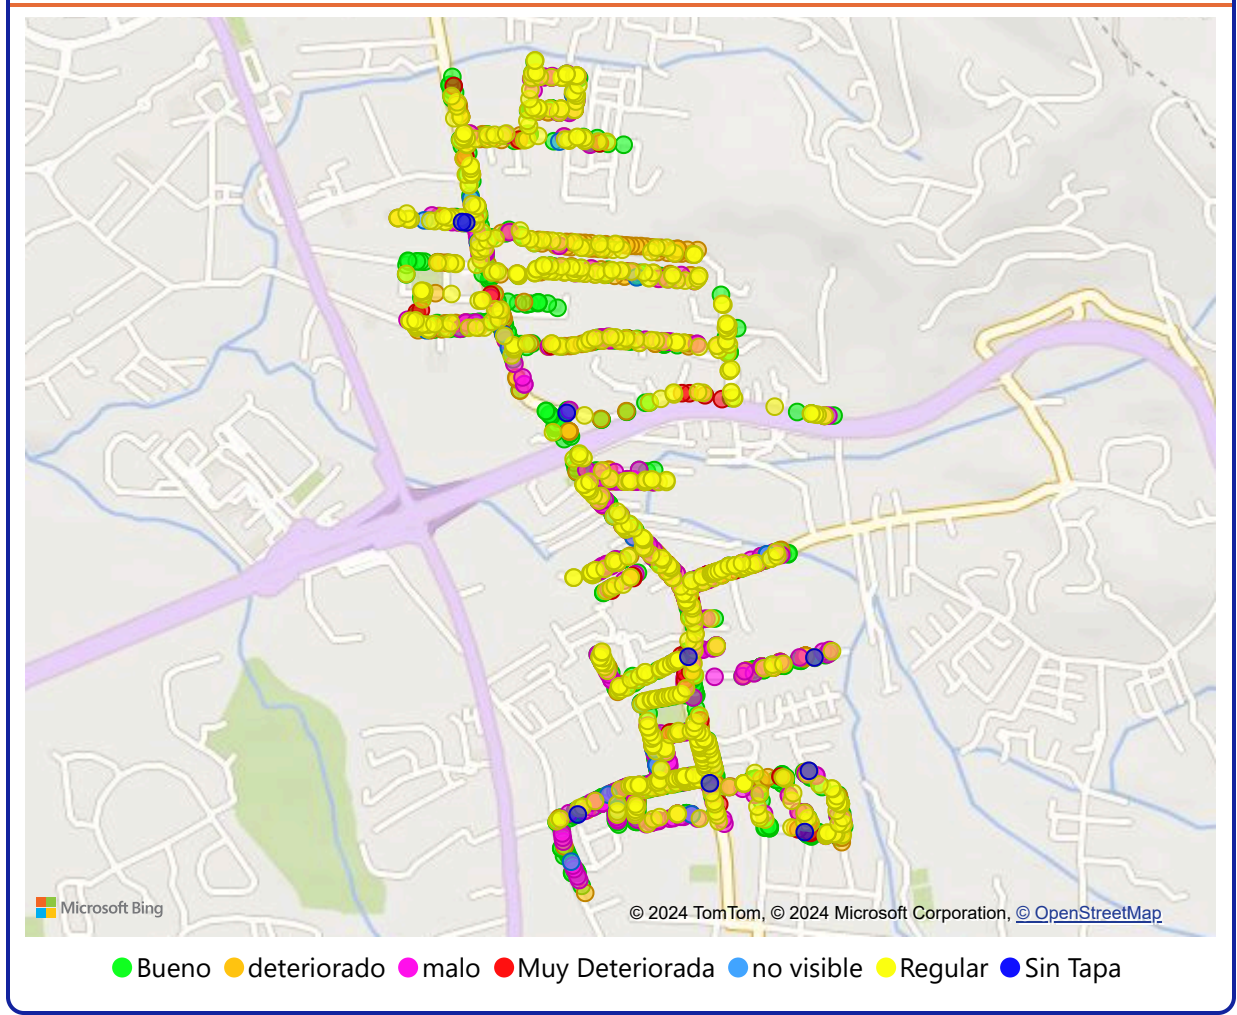 Microsoft Bing
© 2024 TomTom, © 2024 Microsoft Corporation, © OpenStreetMap
Bueno deteriorado malo Muy Deteriorada no visible Regular Sin Tapa